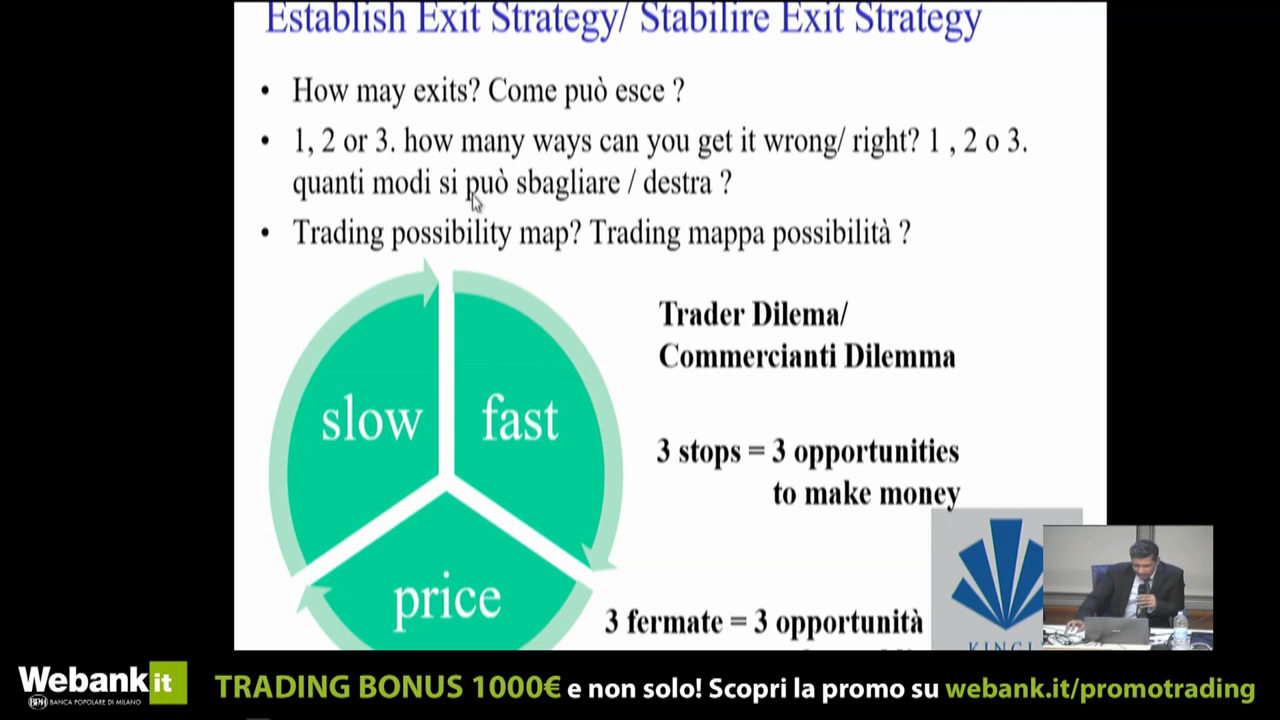 Establish Exit Strategy/ Stabilire Exit Strategy
• How may exits? Come può esce ?
• 1, 2 or 3. how many ways can you get it wrong/ right? 1 , 2 o 3.
quanti modi si può sbagliare / destra ?
• Trading possibility map? Trading mappa possibilità ?
slow
fast
price
Trader Dilema/
Commercianti Dilemma
3 stops = 3 opportunities
to make money
3 fermate = 3 opportunità
Webank.it
BPM BANCA POPOLARE DI MILANO
TRADING BONUS 1000€ e non solo! Scopri la promo su webank.it/promotrading